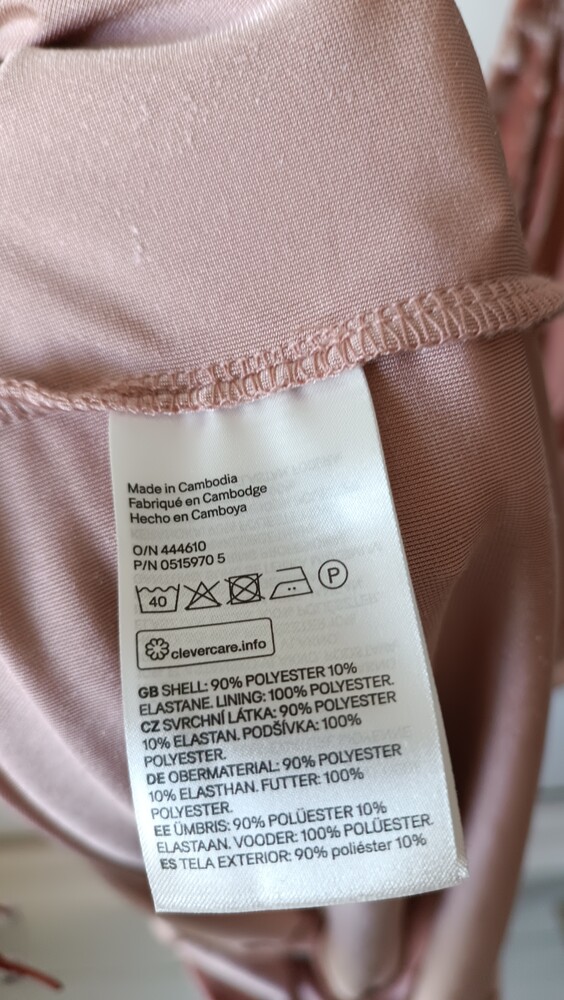 Made in Cambodia
Fabriqué en Cambodge
Hecho en Camboya
O/N 444610
P/N 0515970 5
40 P
clevercare.info
GB SHELL: 90% POLYESTER 10%
ELASTANE. LINING: 100% POLYESTER.
CZ SVRCHNÍ LÁTKA: 90% POLYESTER
10% ELASTAN. PODŠÍVKA: 100%
POLYESTER.
DE OBERMATERIAL: 90% POLYESTER
10% ELASTHAN. FUTTER: 100%
POLYESTER.
EE ÜMBRIS: 90% POLÜESTER 10%
ELASTAAN. VOODER: 100% POLÜESTER.
ES TELA EXTERIOR: 90% poliéster 10%